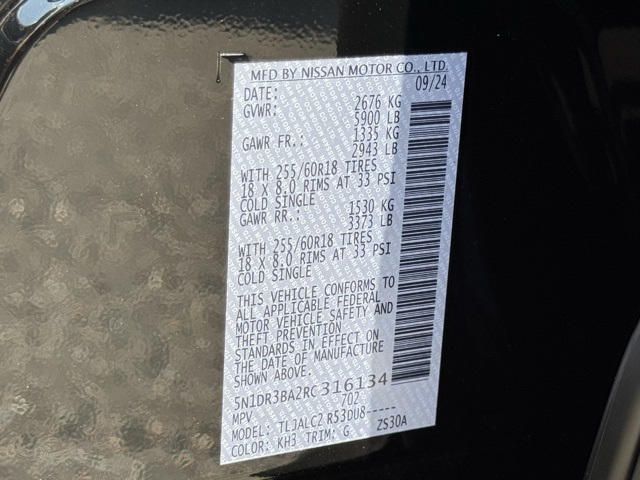 MFD BY NISSAN MOTOR CO., LTD.
DATE: 09/24
GVWR: 2676 KG
5900 LB
GAWR FR.: 1335 KG
2943 LB
WITH 255/60R18 TIRES
18 X 8.0 RIMS AT 33 PSI
COLD SINGLE
GAWR RR.: 1530 KG
3373 LB
WITH 255/60R18 TIRES
18 X 8.0 RIMS AT 33 PSI
COLD SINGLE
THIS VEHICLE CONFORMS TO
ALL APPLICABLE FEDERAL
MOTOR VEHICLE SAFETY AND
THEFT PREVENTION
STANDARDS IN EFFECT ON
THE DATE OF MANUFACTURE
SHOWN ABOVE.
5N1DR3BA2RC316134
MPV 702
MODEL: TLJALC2 R53DU8-----
COLOR: KH3 TRIM: G ZS30A